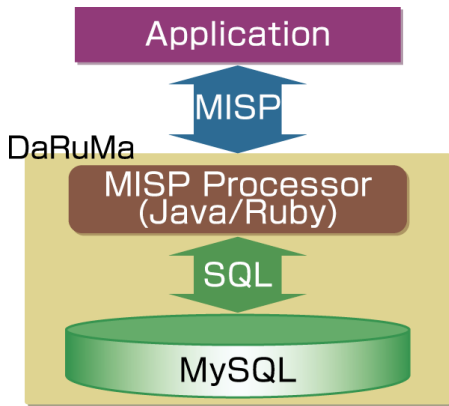 Application
MISP
DaRuMa
MISP Processor
(Java/Ruby)
SQL
MySQL